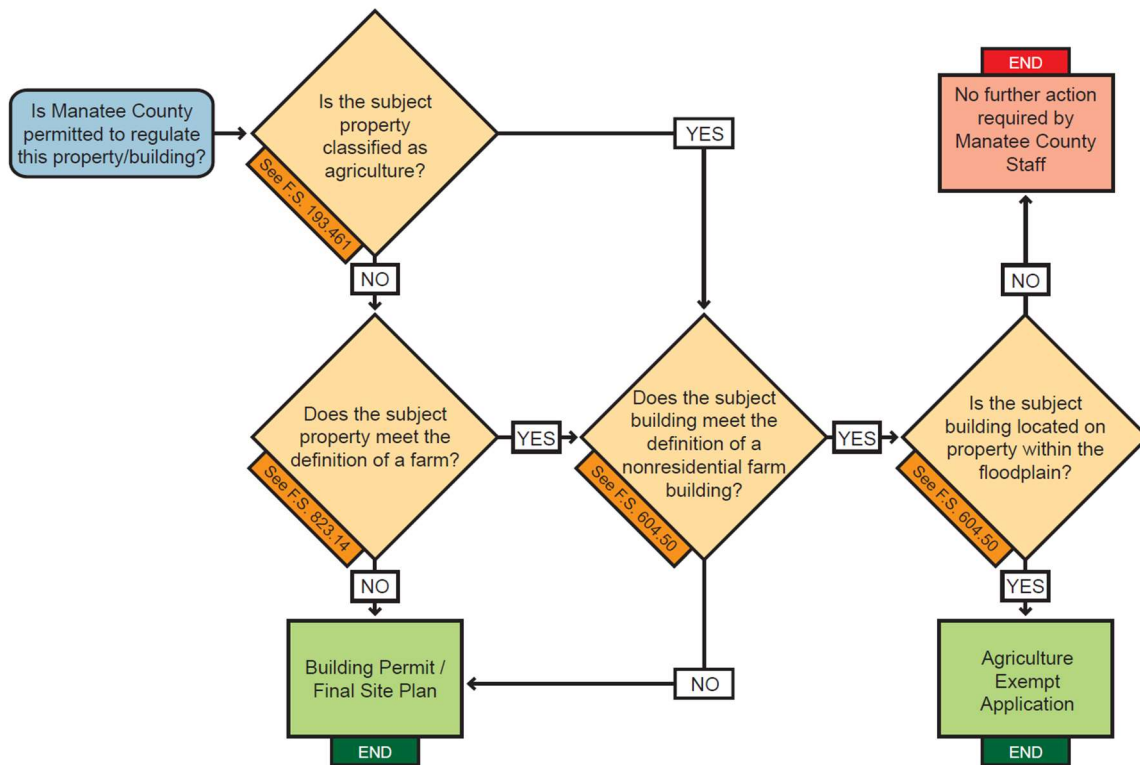 Is Manatee County
permitted to regulate
this property/building?
Is the subject
property
classified as
agriculture?
See F.S. 193.461
YES
END
No further action
required by
Manatee County
Staff
NO
NO
Does the subject
property meet the
definition of a farm?
See F.S. 823.14
YES
Does the subject
building meet the
definition of a
nonresidential farm
building?
See F.S. 604.50
YES
Is the subject
building located on
property within the
floodplain?
See F.S. 604.50
NO
YES
Building Permit /
Final Site Plan
END
NO
Agriculture
Exempt
Application
END